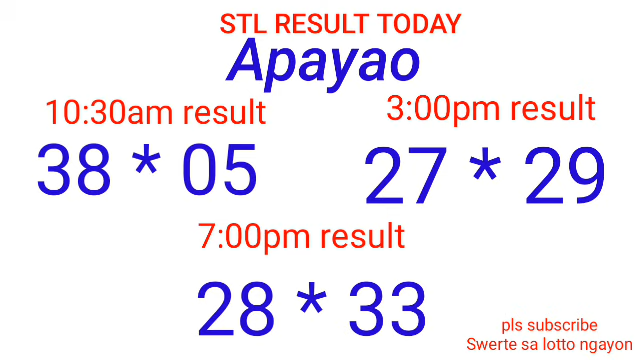 STL RESULT TODAY
Apayao
10:30am result
38 * 05
3:00pm result
27 * 29
7:00pm result
28 * 33
pls subscribe
Swerte sa lotto ngayon